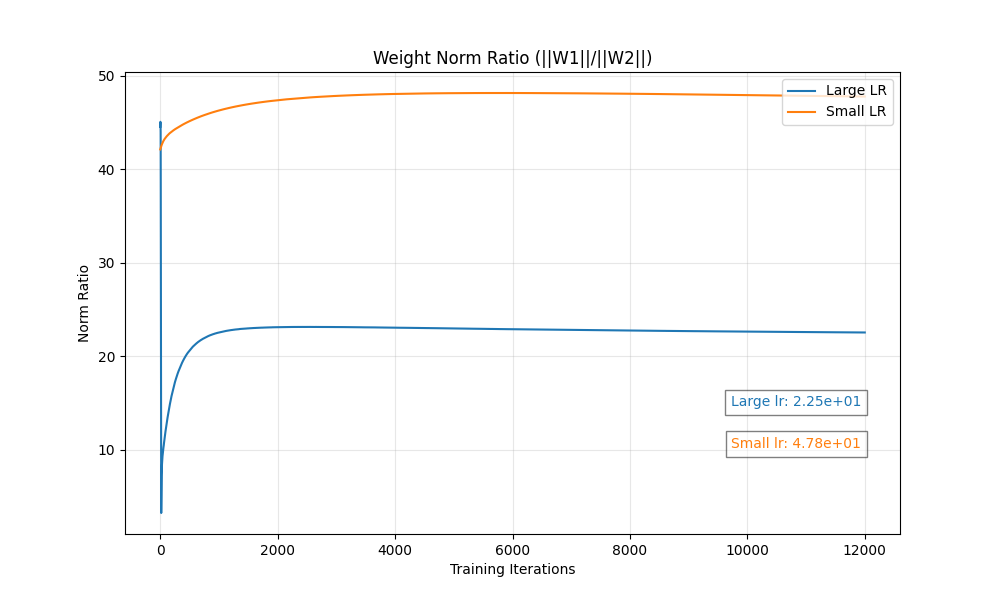 Weight Norm Ratio (||W1||/||W2||)
Large LR
Small LR
Norm Ratio
50
40
30
20
10
Large lr: 2.25e+01
Small lr: 4.78e+01
0
2000
4000
6000
8000
10000
12000
Training Iterations